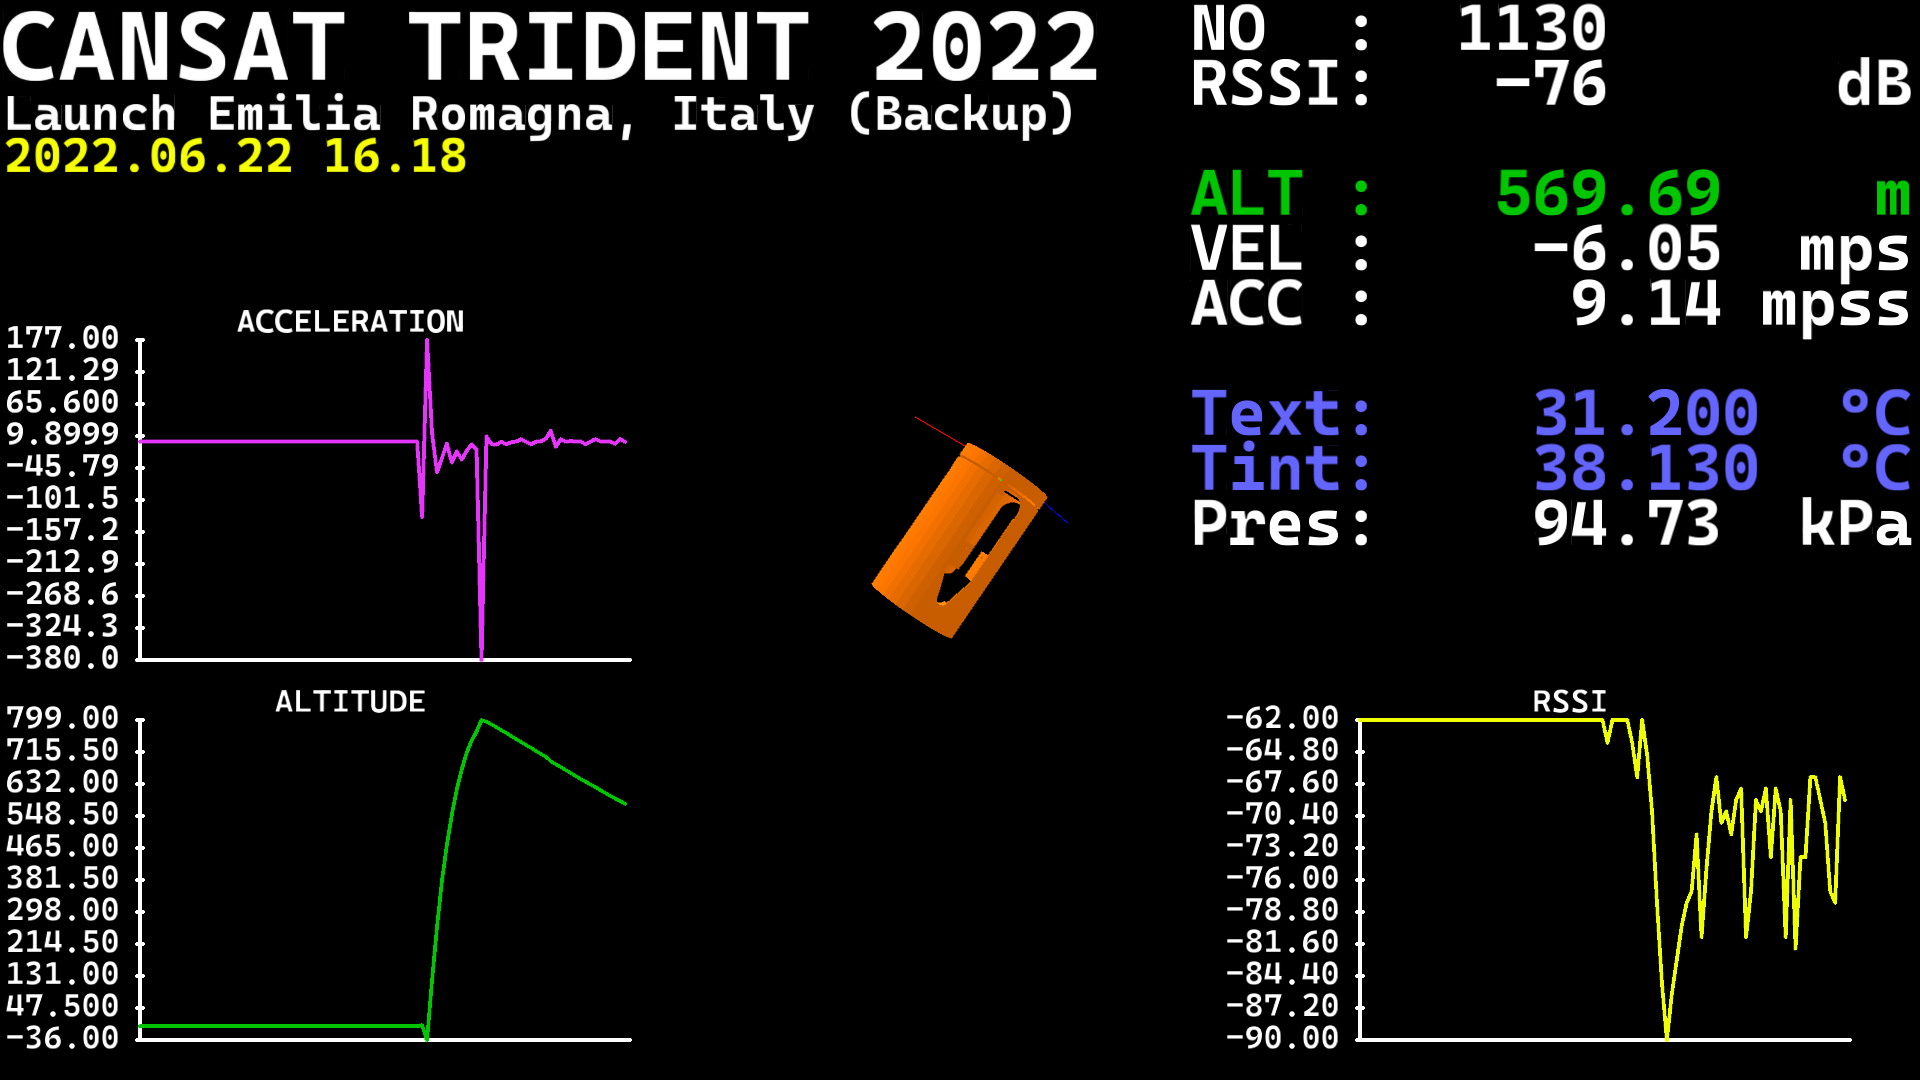 CANSAT TRIDENT 2022
Launch Emilia Romagna, Italy (Backup)
2022.06.22 16.18
NO : 1130
RSSI: -76 dB
ALT : 569.69 m
VEL : -6.05 mps
ACC : 9.14 mpss
Text: 31.200 °C
Tint: 38.130 °C
Pres: 94.73 kPa
ACCELERATION
177.00
121.29
65.600
9.8999
-45.79
-101.5
-157.2
-212.9
-268.6
-324.3
-380.0
ALTITUDE
799.00
715.50
632.00
548.50
465.00
381.50
298.00
214.50
131.00
47.500
-36.00
RSSI
-62.00
-64.80
-67.60
-70.40
-73.20
-76.00
-78.80
-81.60
-84.40
-87.20
-90.00